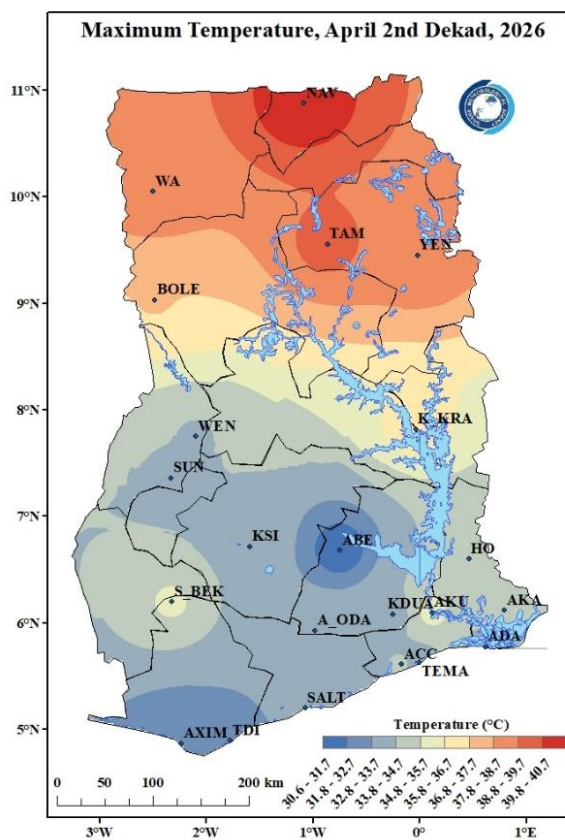 Maximum Temperature, April 2nd Dekad, 2026
11°N
10°N
9°N
8°N
7°N
6°N
5°N
NAV
WA
TAM
YEN
BOLE
K_KRA
WEN
SUN
KSI
ABE
HO
S_BEK
KDUA
AKU
AKA
A_ODA
ADA
ACC
TEMA
SALT
AXIM
TDI
Temperature (°C)
30.6 - 31.7
31.8 - 32.7
32.8 - 33.7
33.8 - 34.7
34.8 - 35.7
35.8 - 36.7
36.8 - 37.7
37.8 - 38.7
38.8 - 39.7
39.8 - 40.7
0 50 100 200 km
3°W 2°W 1°W 0° 1°E